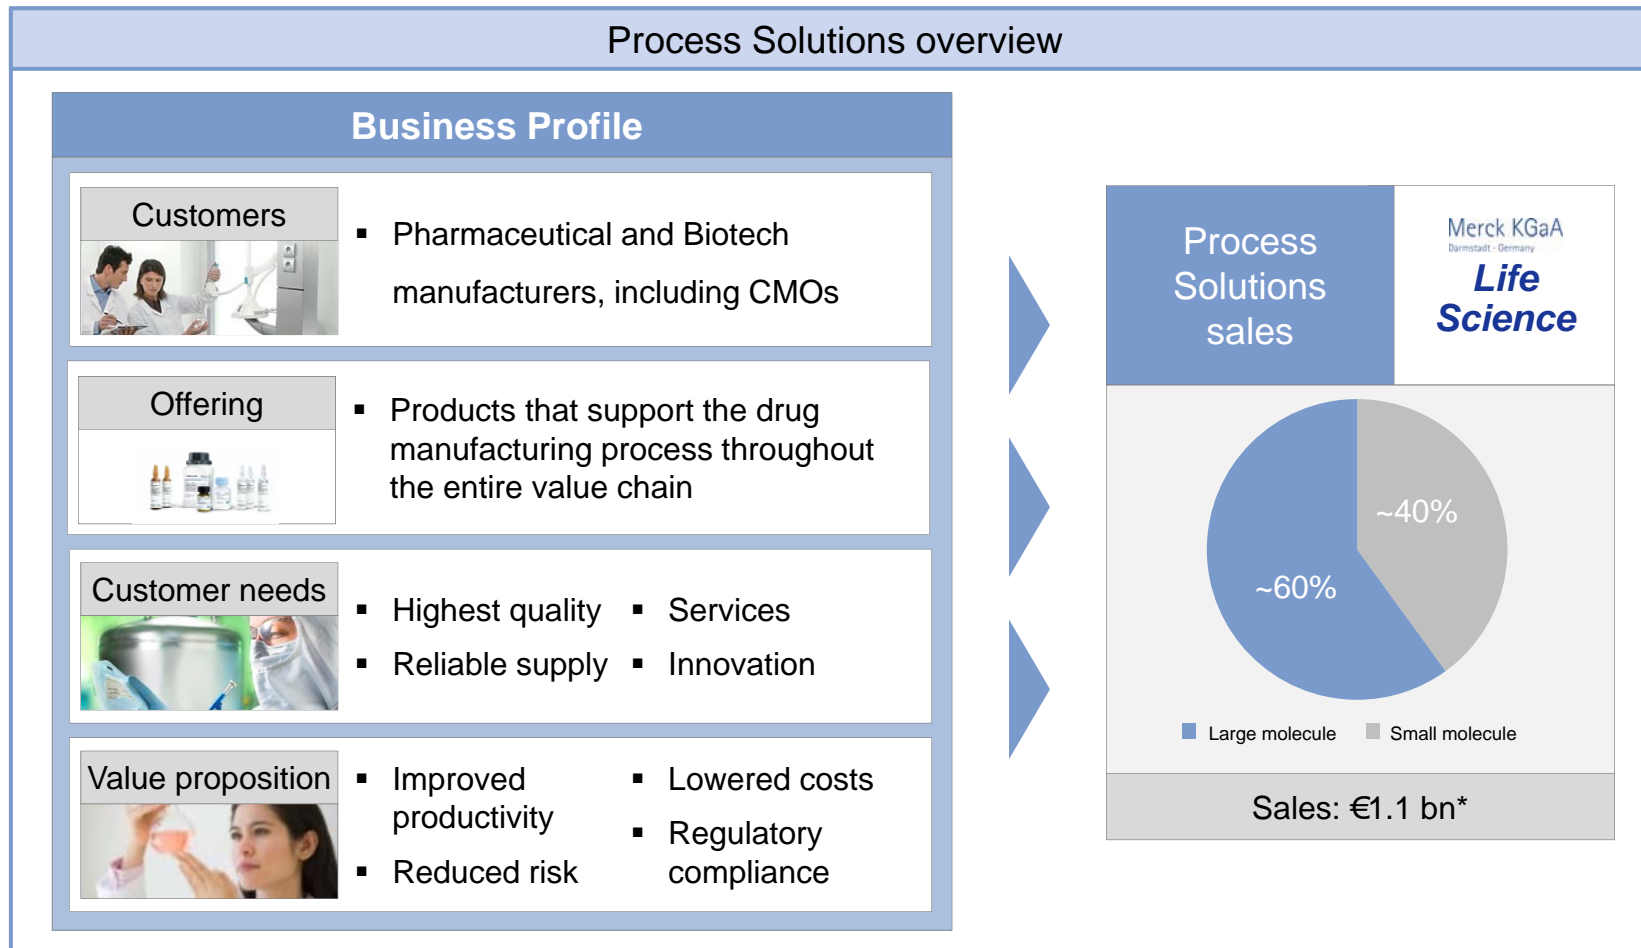 Process Solutions overview
Business Profile
Customers
▪ Pharmaceutical and Biotech
manufacturers, including CMOs
Offering
▪ Products that support the drug
manufacturing process throughout
the entire value chain
Customer needs
▪ Highest quality
▪ Reliable supply
▪ Services
▪ Innovation
Value proposition
▪ Improved
productivity
▪ Reduced risk
▪ Lowered costs
▪ Regulatory
compliance
Process
Solutions
sales
Merck KGaA
Darmstadt - Germany
Life
Science
~40%
~60%
Large molecule
Small molecule
Sales: €1.1 bn*